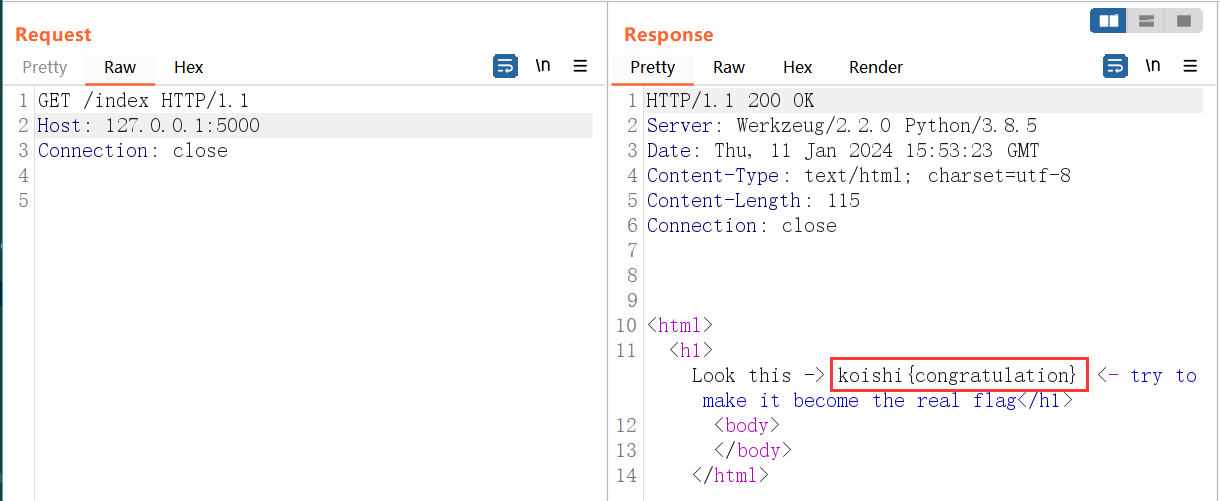 Request
Pretty Raw Hex \n
1 GET /index HTTP/1.1
2 Host: 127.0.0.1:5000
3 Connection: close
4
5
Response
Pretty Raw Hex Render \n
1 HTTP/1.1 200 OK
2 Server: Werkzeug/2.2.0 Python/3.8.5
3 Date: Thu, 11 Jan 2024 15:53:23 GMT
4 Content-Type: text/html; charset=utf-8
5 Content-Length: 115
6 Connection: close
7
8
9
10 <html>
11 <h1>
Look this -> koishi{congratulation} <- try to
make it become the real flag</h1>
12 <body>
13 </body>
14 </html>